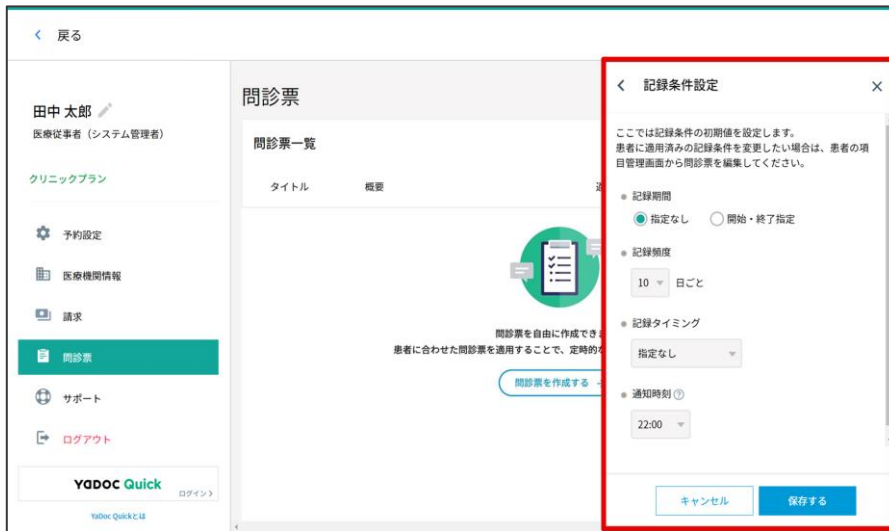 戻る
田中 太郎
医療従事者（システム管理者）
クリニックプラン
予約設定
医療機関情報
請求
問診票
サポート
ログアウト
YaDOC Quick
ログイン
YaDoc Quickとは
問診票
問診票一覧
タイトル 概要
問診票を自由に作成でき
患者に合わせた問診票を適用することで、定時的な
問診票を作成する
記録条件設定
ここでは記録条件の初期値を設定します。
患者に適用済みの記録条件を変更したい場合は、患者の項
目管理画面から問診票を編集してください。
記録期間
指定なし 開始・終了指定
記録頻度
10 日ごと
記録タイミング
指定なし
通知時刻
22:00
キャンセル 保存する